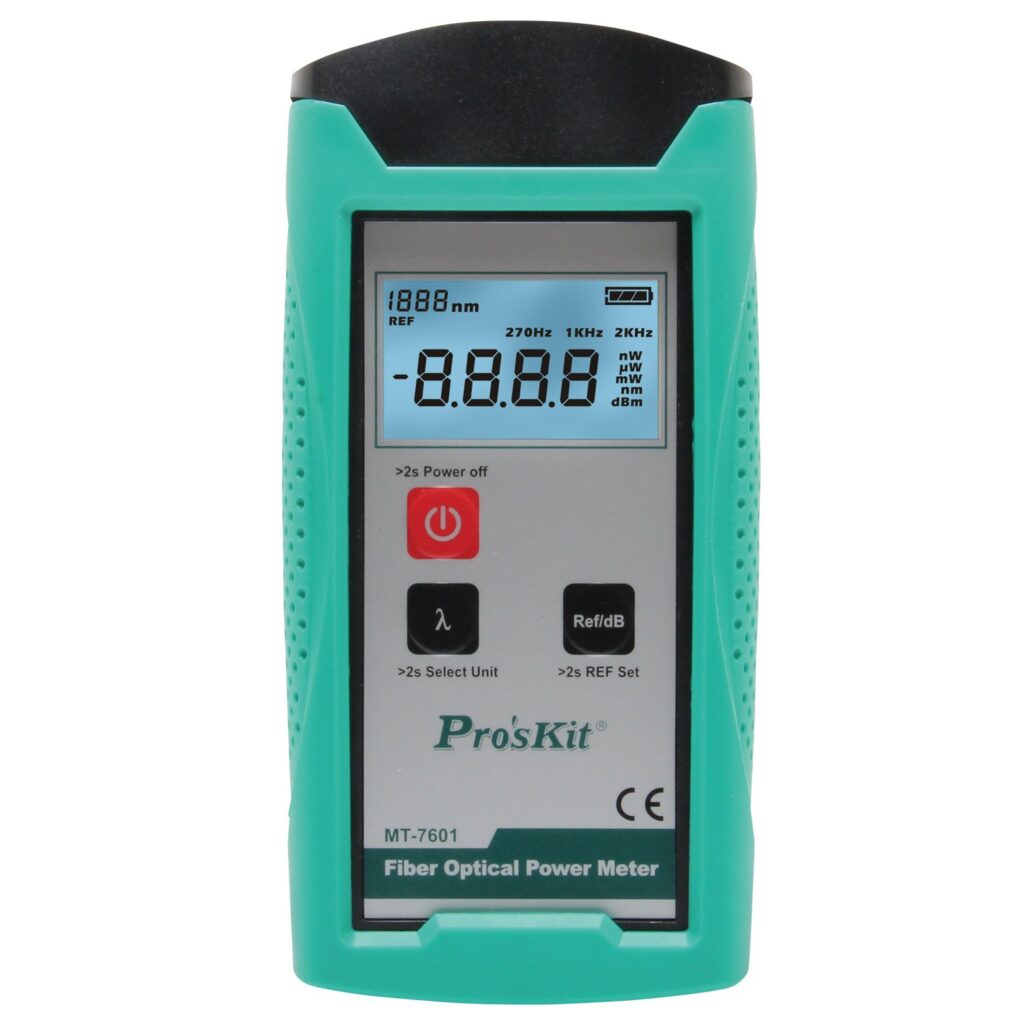 1888nm
REF
270Hz 1KHz 2KHz
-8.8.8.8
nW
µW
mW
nm
dBm
>2s Power off
λ
Ref/dB
>2s Select Unit
>2s REF Set
Pro'sKit®
CE
MT-7601
Fiber Optical Power Meter